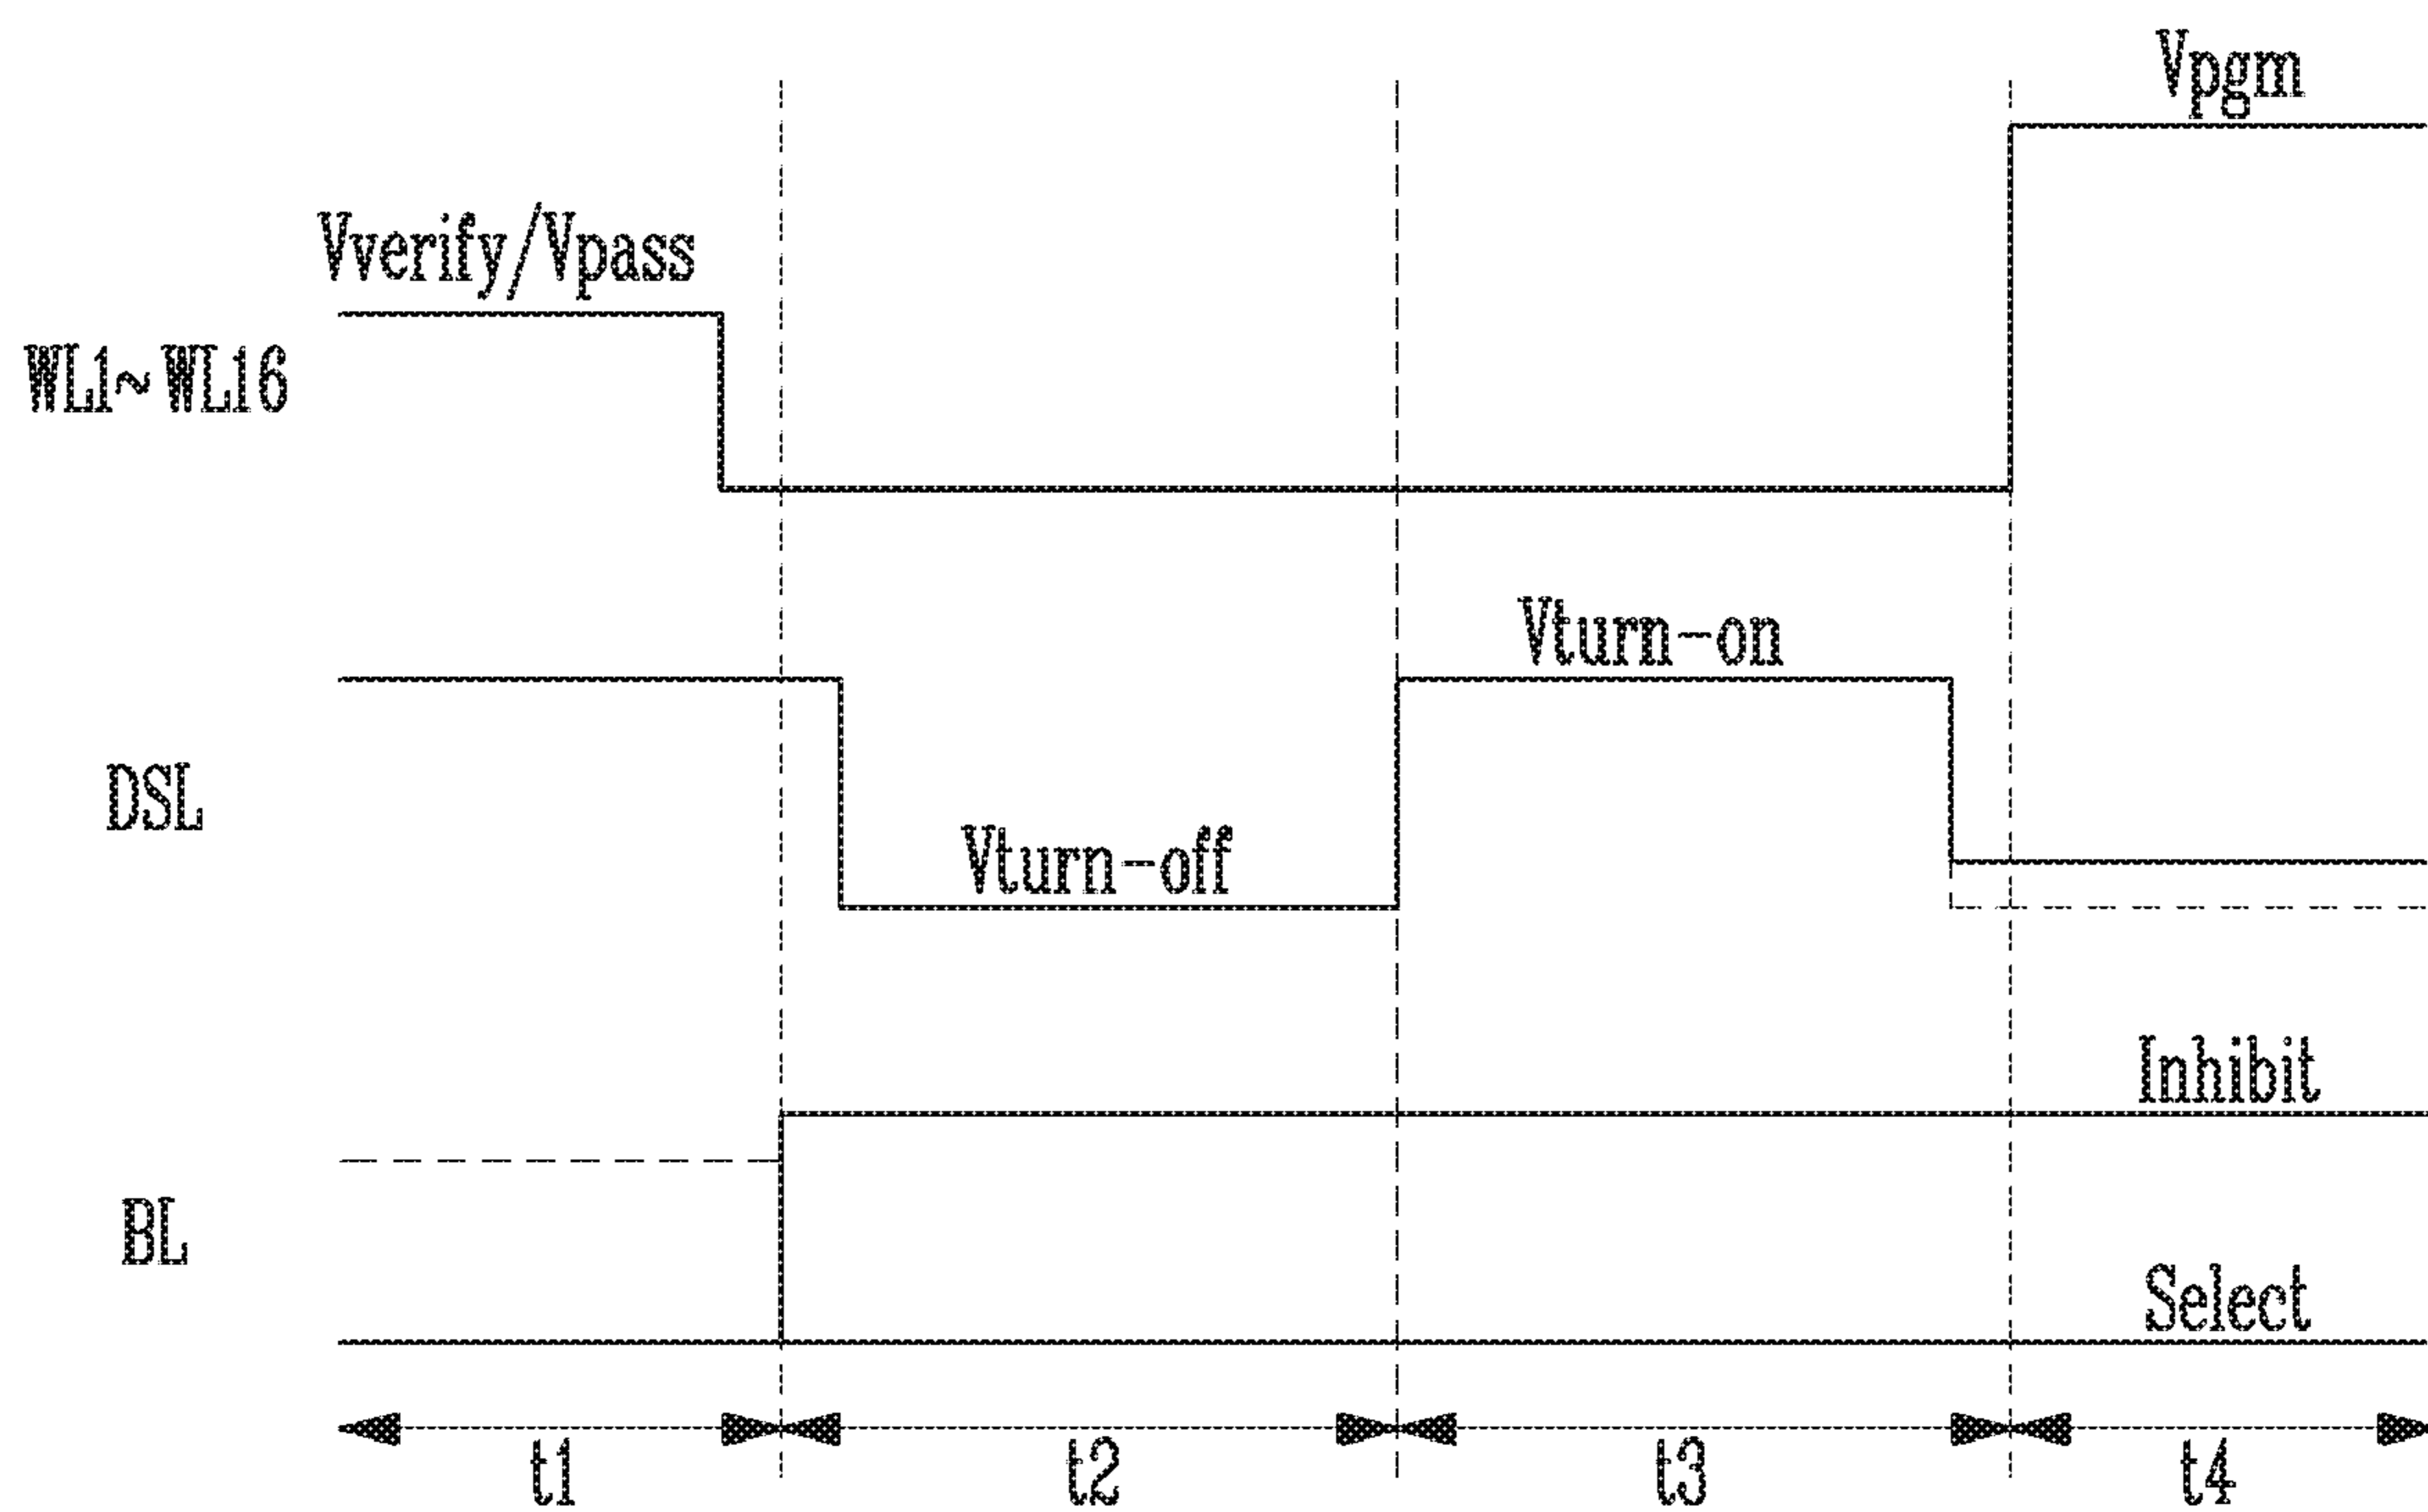 Vpgm
Vverify/Vpass
WL1~WL16
Vturn-on
DSL
Vturn-off
Inhibit
BL
Select
t1 t2 t3 t4